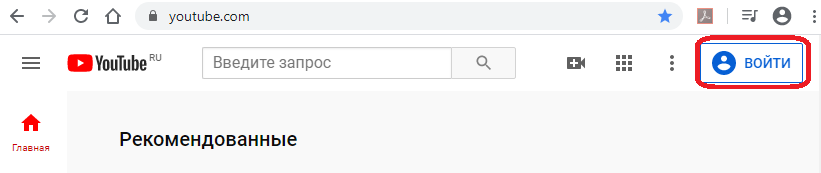 youtube.com
YouTube RU
Введите запрос
ВОЙТИ
Главная
Рекомендованные